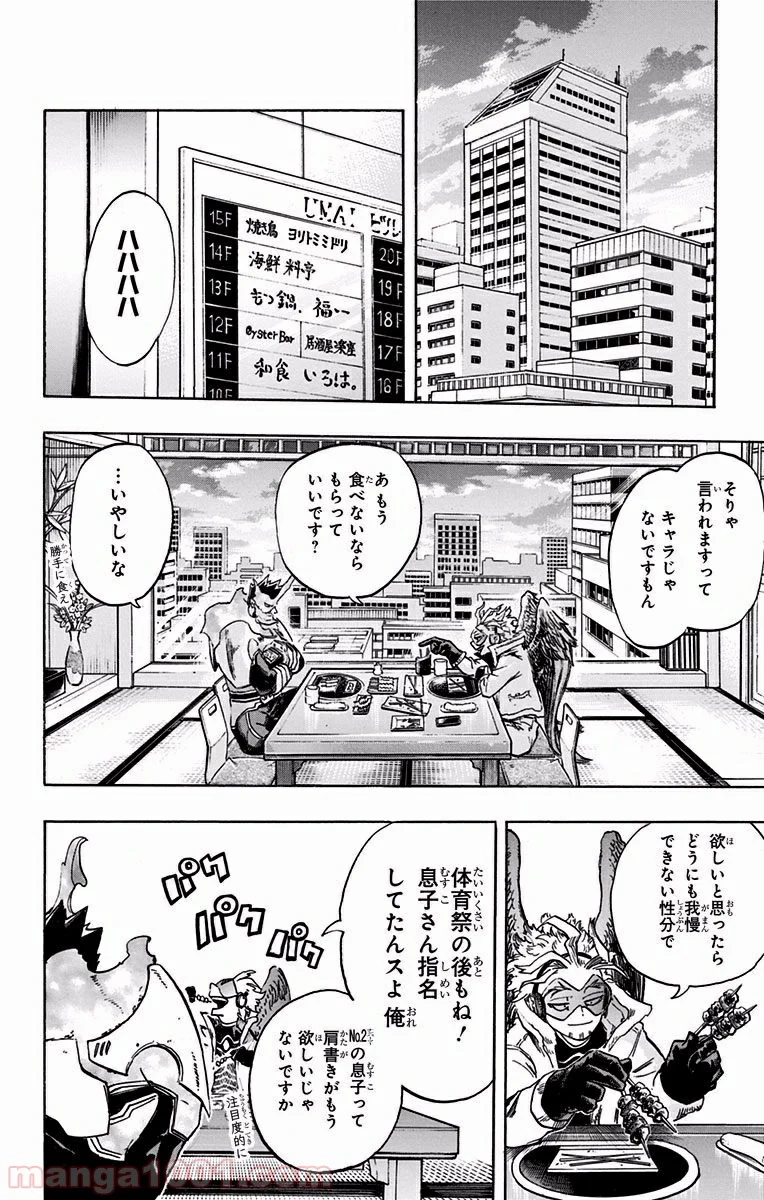 ハハハハ
UMAI ビル
15F
焼き鳥 ヨリトミミドリ
14F
海鮮料亭
13F
もつ鍋、福一
12F
Oyster Bar
居酒屋楽座
11F
和食 いろは。
10F
20F
19F
18F
17F
16F
そりゃ
言われますって
キャラじゃ
ないですもん
あ もう
食べないなら
もらって
いいです?
…いやしいな
勝手に食え
欲しいと思ったら
どうにも我慢
できない性分で
体育祭の後もね!
息子さん指名
してたんスよ 俺
No.2の息子って
肩書きがもう
欲しいじゃ
ないですか
注目度的に
パク
パク
パク
manga1001.com